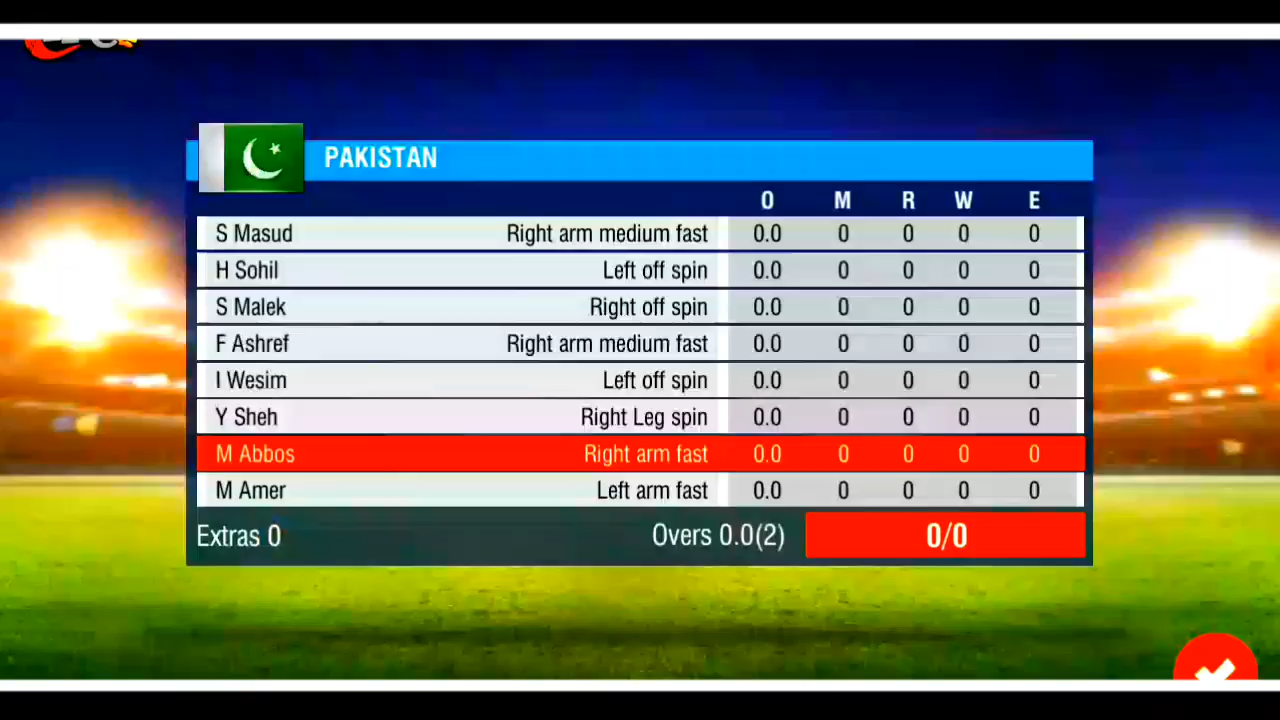 PAKISTAN
O M R W E
S Masud Right arm medium fast 0.0 0 0 0 0
H Sohil Left off spin 0.0 0 0 0 0
S Malek Right off spin 0.0 0 0 0 0
F Ashref Right arm medium fast 0.0 0 0 0 0
I Wesim Left off spin 0.0 0 0 0 0
Y Sheh Right Leg spin 0.0 0 0 0 0
M Abbos Right arm fast 0.0 0 0 0 0
M Amer Left arm fast 0.0 0 0 0 0
Extras 0 Overs 0.0(2) 0/0